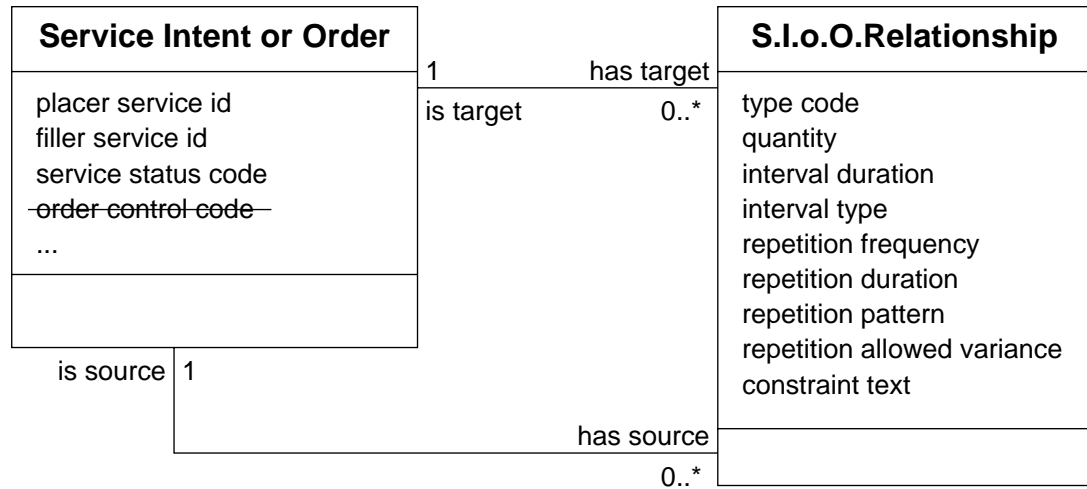 Service Intent or Order
placer service id
filler service id
service status code
order control code
...
1
has target
is target
0..*
S.I.o.O.Relationship
type code
quantity
interval duration
interval type
repetition frequency
repetition duration
repetition pattern
repetition allowed variance
constraint text
is source
1
has source
0..*